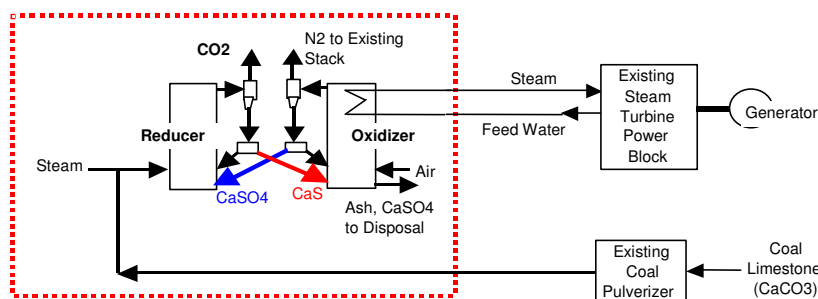 CO2
N2 to Existing
Stack
Steam
Existing
Steam
Turbine
Power
Block
Generator
Feed Water
Reducer
Oxidizer
Steam
Air
CaSO4
CaS
Ash, CaSO4
to Disposal
Existing
Coal
Pulverizer
Coal
Limestone
(CaCO3)